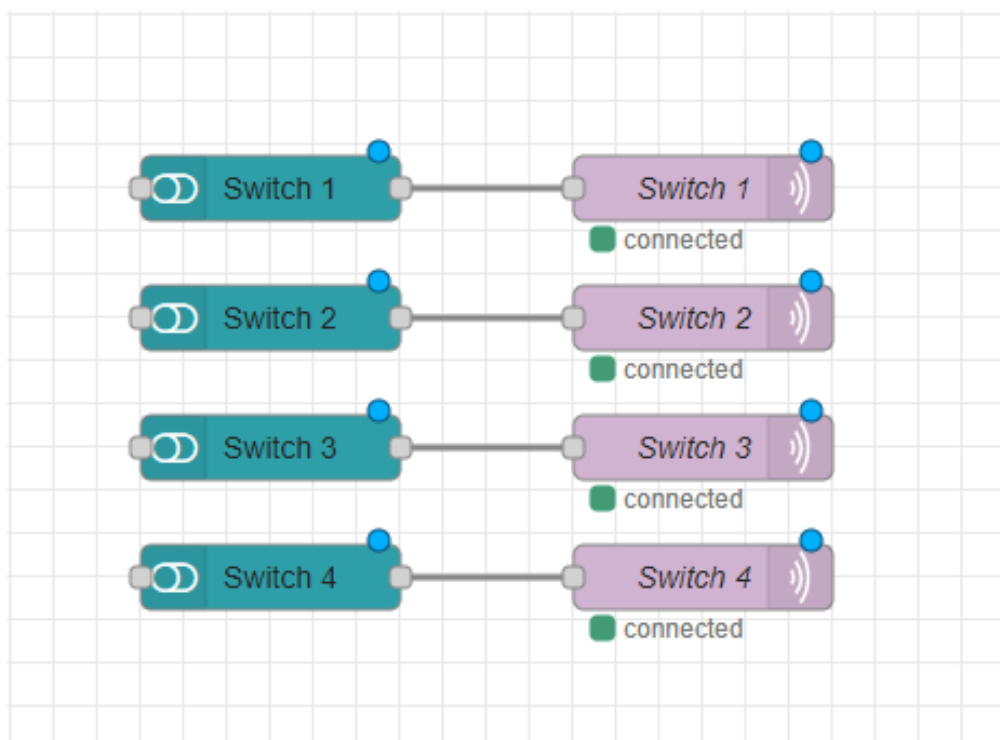 Switch 1 Switch 1
connected
Switch 2 Switch 2
connected
Switch 3 Switch 3
connected
Switch 4 Switch 4
connected